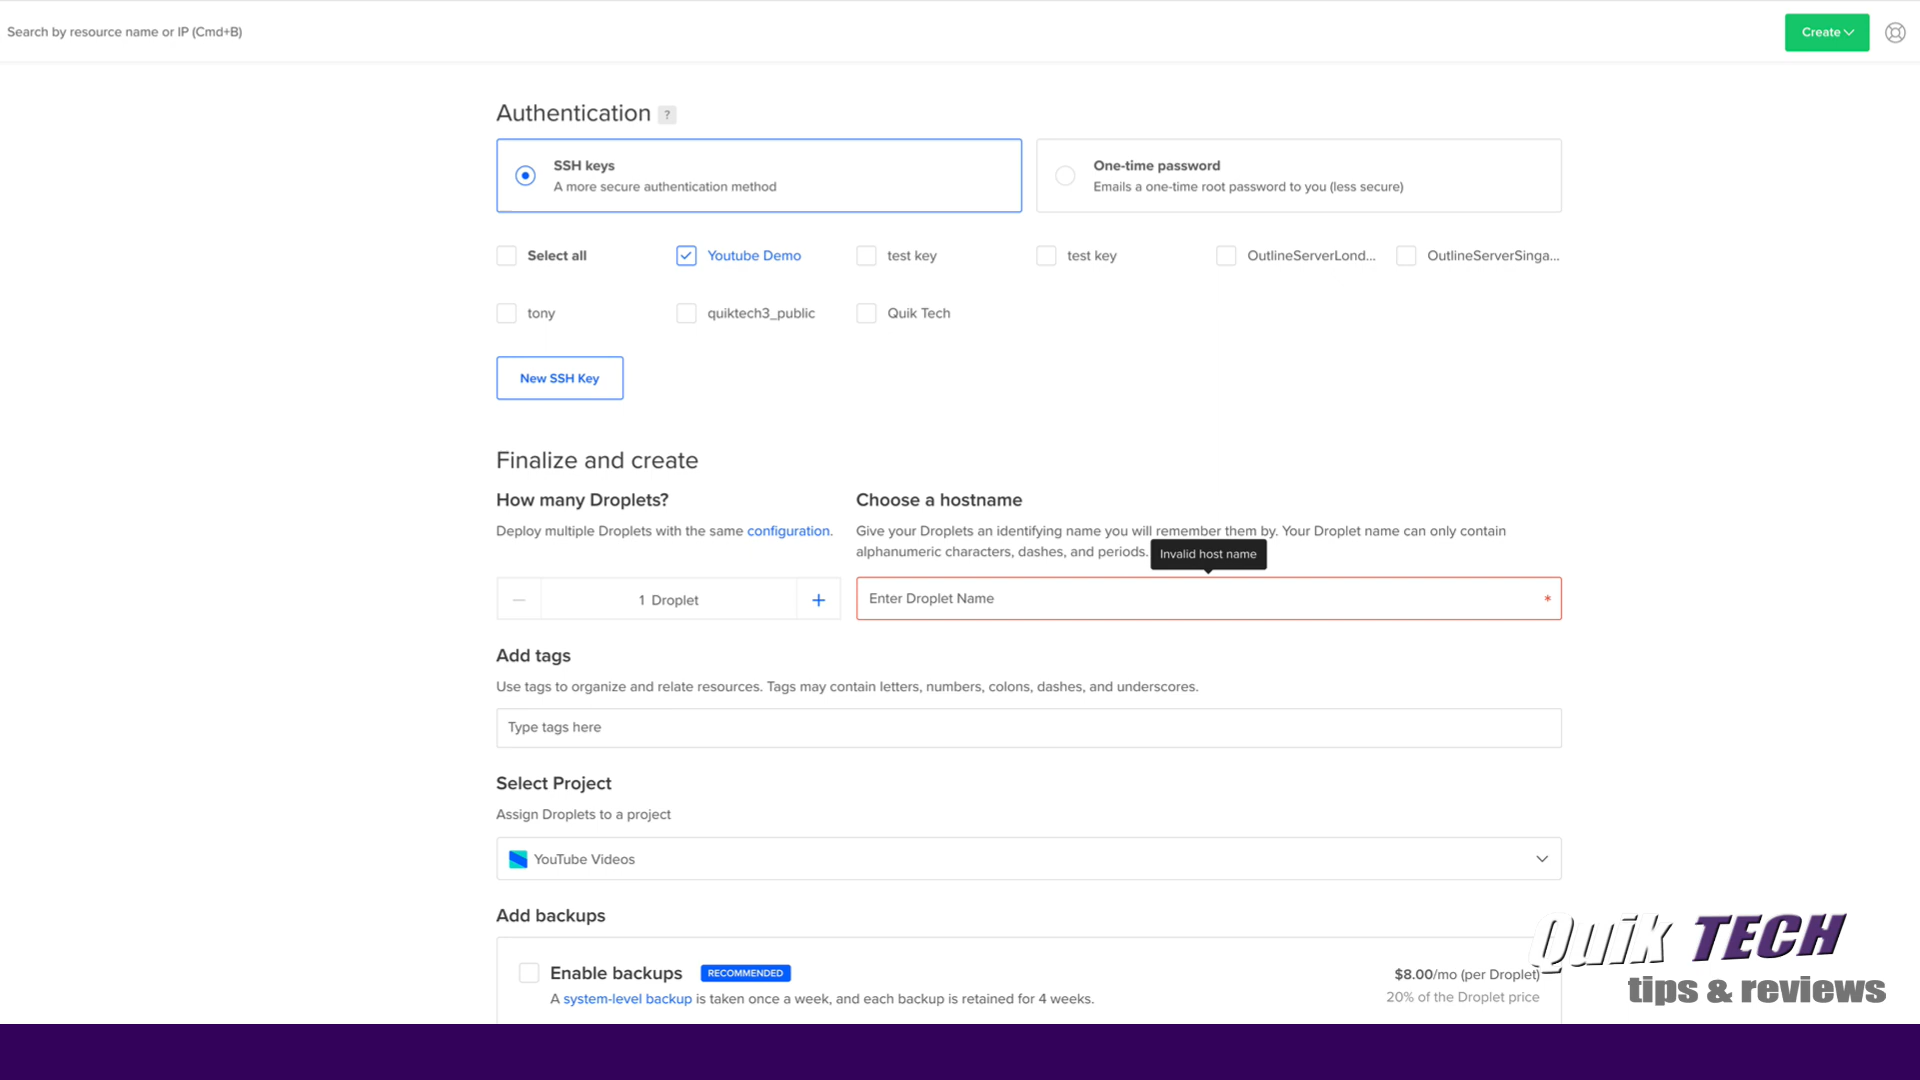 Search by resource name or IP (Cmd+B)
Create
Authentication ?
SSH keys
A more secure authentication method
One-time password
Emails a one-time root password to you (less secure)
Select all
Youtube Demo
test key
test key
OutlineServerLond...
OutlineServerSinga...
tony
quiktech3_public
Quik Tech
New SSH Key
Finalize and create
How many Droplets?
Deploy multiple Droplets with the same configuration.
Choose a hostname
Give your Droplets an identifying name you will remember them by. Your Droplet name can only contain
alphanumeric characters, dashes, and periods.
Invalid host name
1 Droplet
Enter Droplet Name *
Add tags
Use tags to organize and relate resources. Tags may contain letters, numbers, colons, dashes, and underscores.
Type tags here
Select Project
Assign Droplets to a project
YouTube Videos
Add backups
Enable backups RECOMMENDED
A system-level backup is taken once a week, and each backup is retained for 4 weeks.
$8.00/mo (per Droplet)
20% of the Droplet price
Quik TECH
tips & reviews